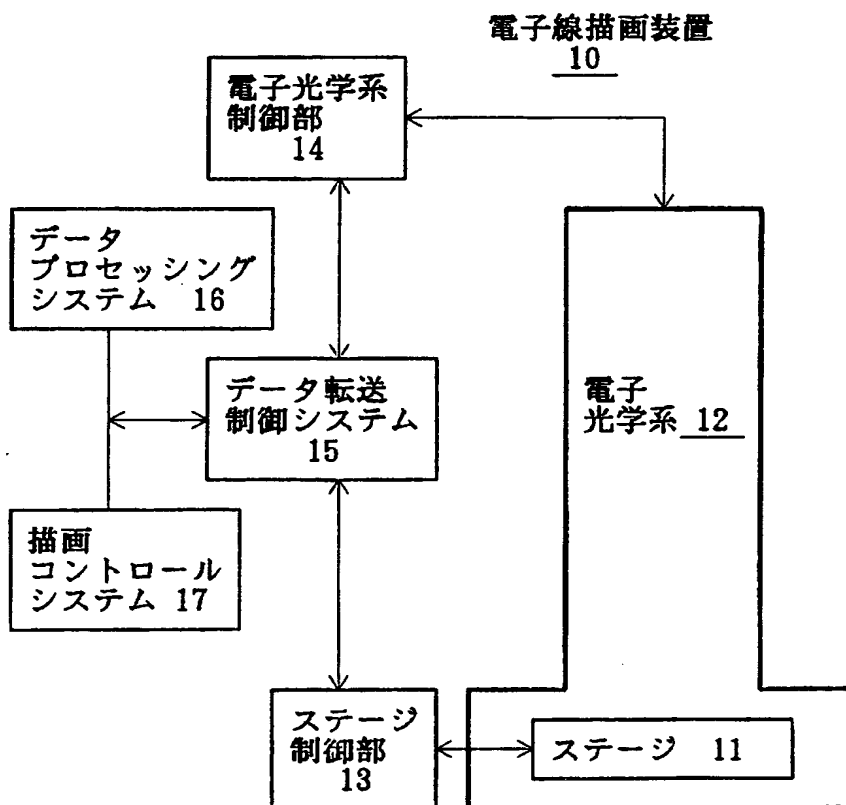 電子線描画装置
10
電子光学系
制御部
14
データ
プロセッシング
システム 16
データ転送
制御システム
15
電子
光学系 12
描画
コントロール
システム 17
ステージ
制御部
13
ステージ 11